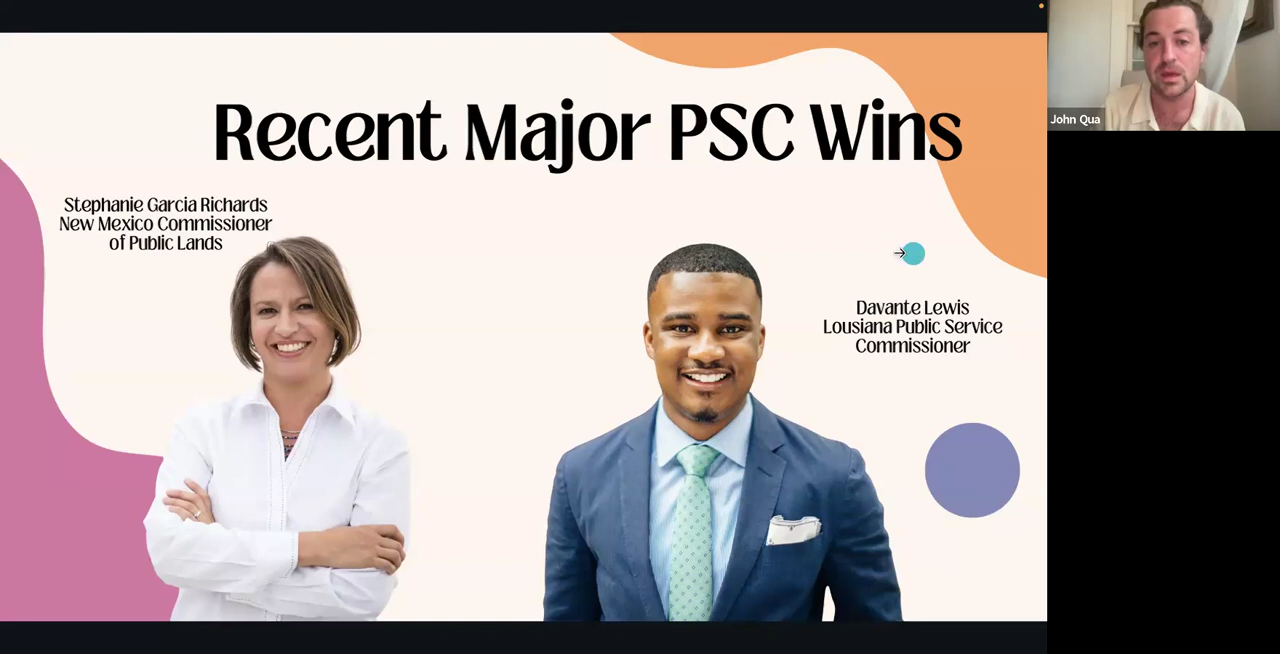 Recent Major PSC Wins
Stephanie Garcia Richards
New Mexico Commissioner
of Public Lands
Davante Lewis
Lousiana Public Service
Commissioner
John Qua